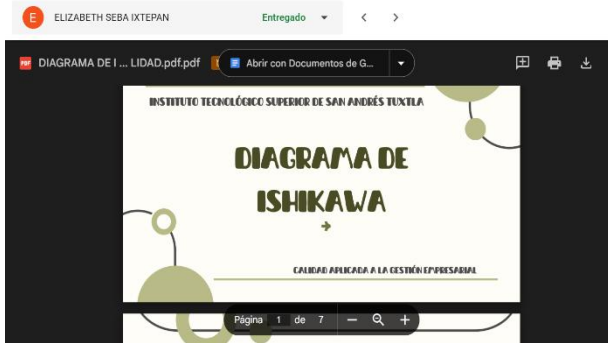 E ELIZABETH SEBA IXTEPAN Entregado
PDF DIAGRAMA DE I ... LIDAD.pdf.pdf Abrir con Documentos de G...
INSTITUTO TECNOLÓGICO SUPERIOR DE SAN ANDRÉS TUXTLA
DIAGRAMA DE
ISHIKAWA
CALIDAD APLICADA A LA GESTIÓN EMPRESARIAL
Página 1 de 7